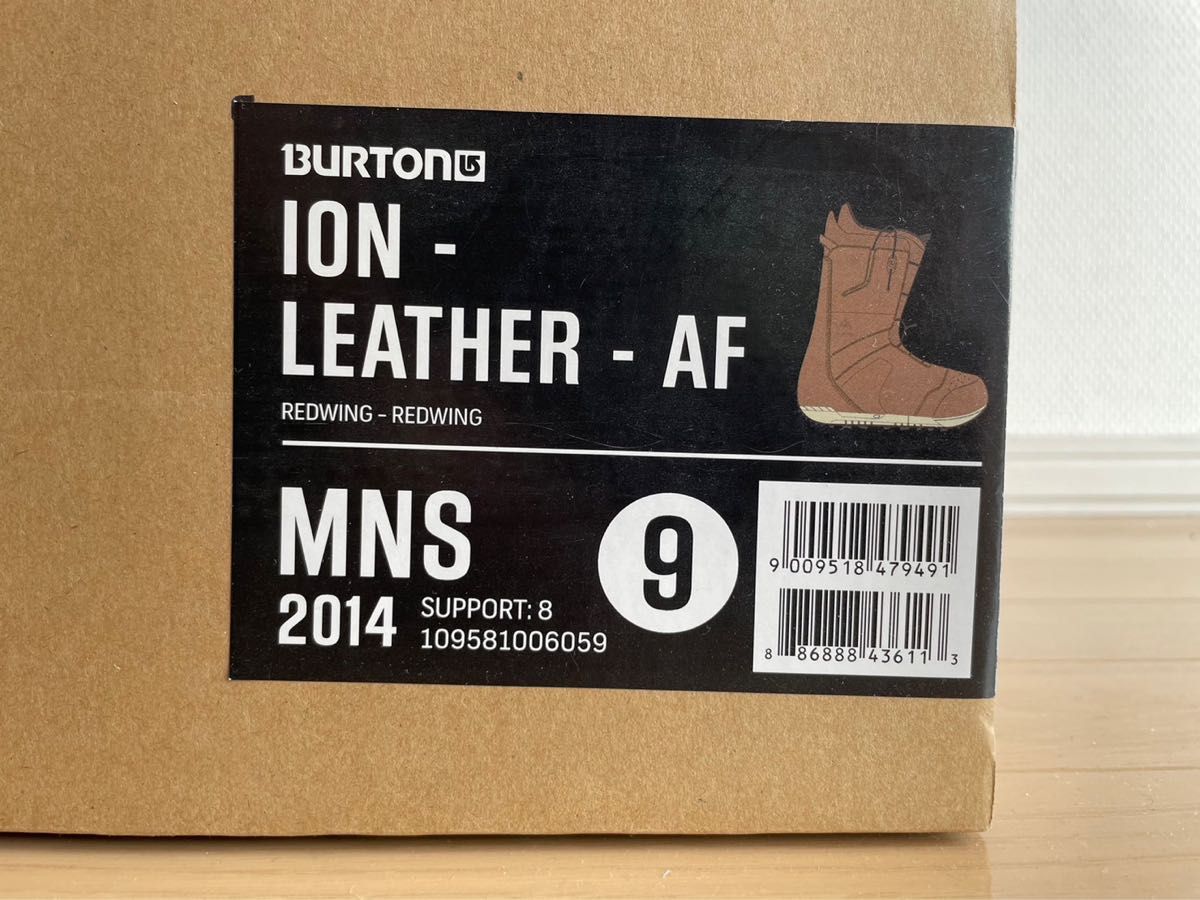 BURTON
ION -
LEATHER - AF
REDWING - REDWING
MNS
2014
SUPPORT: 8
109581006059
9
9 009518 479491
8 86888 43611 3